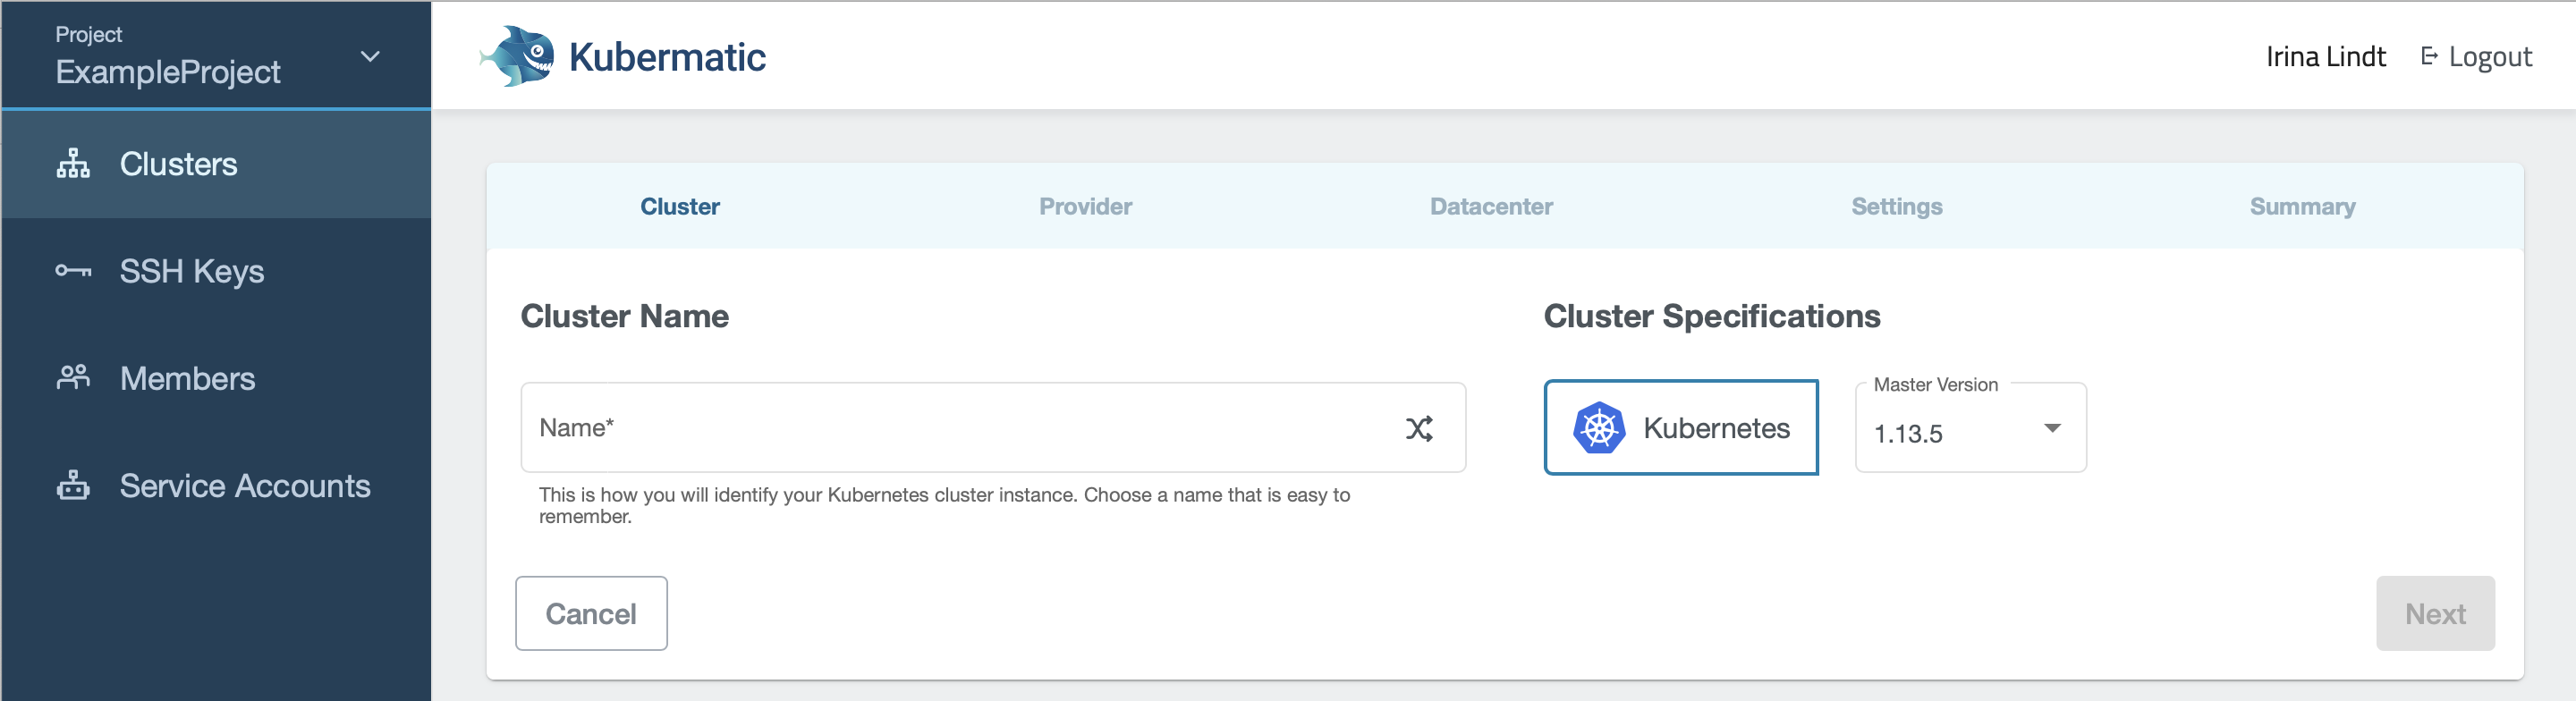 Project
ExampleProject
Clusters
SSH Keys
Members
Service Accounts
Kubermatic
Irina Lindt
Logout
Cluster
Provider
Datacenter
Settings
Summary
Cluster Name
Name*
This is how you will identify your Kubernetes cluster instance. Choose a name that is easy to
remember.
Cluster Specifications
Kubernetes
Master Version
1.13.5
Cancel
Next